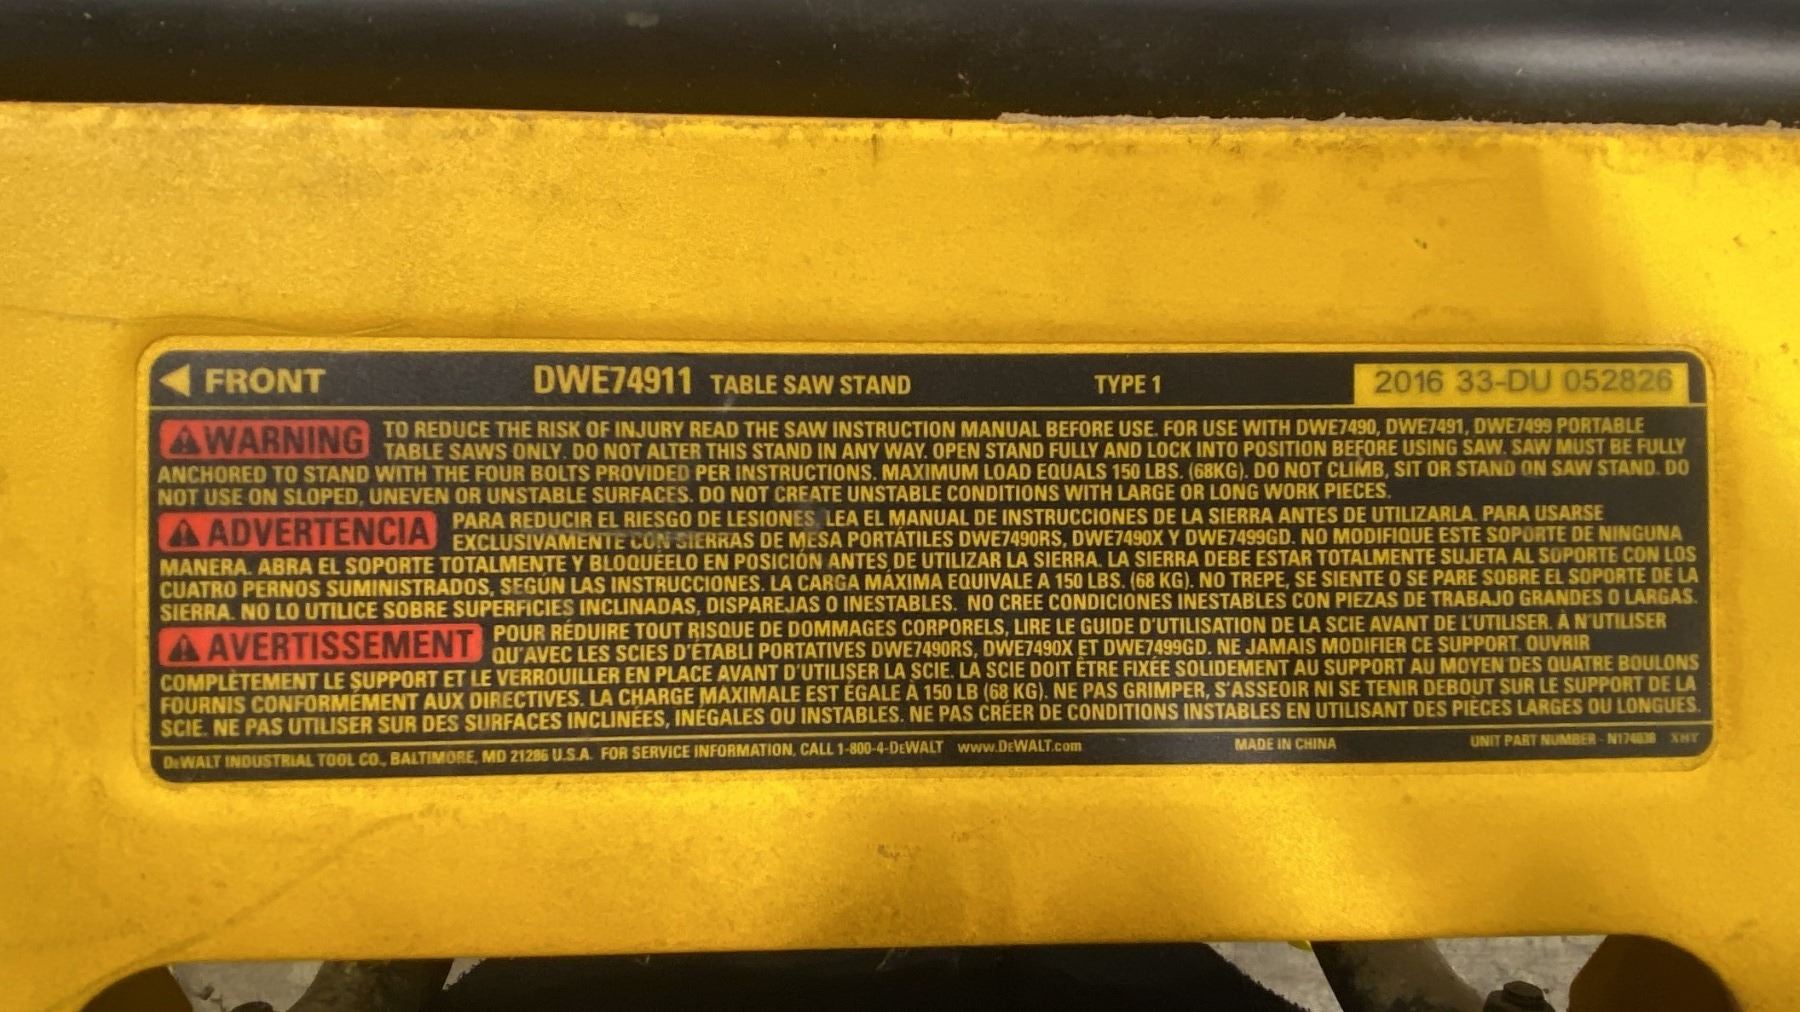 FRONT DWE74911 TABLE SAW STAND TYPE 1 2016 33-DU 052826
WARNING TO REDUCE THE RISK OF INJURY READ THE SAW INSTRUCTION MANUAL BEFORE USE. FOR USE WITH DWE7490, DWE7491, DWE7499 PORTABLE
TABLE SAWS ONLY. DO NOT ALTER THIS STAND IN ANY WAY. OPEN STAND FULLY AND LOCK INTO POSITION BEFORE USING SAW. SAW MUST BE FULLY
ANCHORED TO STAND WITH THE FOUR BOLTS PROVIDED PER INSTRUCTIONS. MAXIMUM LOAD EQUALS 150 LBS. (68KG). DO NOT CLIMB, SIT OR STAND ON SAW STAND. DO
NOT USE ON SLOPED, UNEVEN OR UNSTABLE SURFACES. DO NOT CREATE UNSTABLE CONDITIONS WITH LARGE OR LONG WORK PIECES.
ADVERTENCIA PARA REDUCIR EL RIESGO DE LESIONES, LEA EL MANUAL DE INSTRUCCIONES DE LA SIERRA ANTES DE UTILIZARLA. PARA USARSE
EXCLUSIVAMENTE CON SIERRAS DE MESA PORTÁTILES DWE7490RS, DWE7490X Y DWE7499GD. NO MODIFIQUE ESTE SOPORTE DE NINGUNA
MANERA. ABRA EL SOPORTE TOTALMENTE Y BLOQUÉELO EN POSICIÓN ANTES DE UTILIZAR LA SIERRA. LA SIERRA DEBE ESTAR TOTALMENTE SUJETA AL SOPORTE CON LOS
CUATRO PERNOS SUMINISTRADOS, SEGÚN LAS INSTRUCCIONES. LA CARGA MÁXIMA EQUIVALE A 150 LBS. (68 KG). NO TREPE, SE SIENTE O SE PARE SOBRE EL SOPORTE DE LA
SIERRA. NO LO UTILICE SOBRE SUPERFICIES INCLINADAS, DISPAREJAS O INESTABLES. NO CREE CONDICIONES INESTABLES CON PIEZAS DE TRABAJO GRANDES O LARGAS.
AVERTISSEMENT POUR RÉDUIRE TOUT RISQUE DE DOMMAGES CORPORELS, LIRE LE GUIDE D'UTILISATION DE LA SCIE AVANT DE L'UTILISER. À N'UTILISER
QU'AVEC LES SCIES D'ÉTABLI PORTATIVES DWE7490RS, DWE7490X ET DWE7499GD. NE JAMAIS MODIFIER CE SUPPORT. OUVRIR
COMPLÈTEMENT LE SUPPORT ET LE VERROUILLER EN PLACE AVANT D'UTILISER LA SCIE. LA SCIE DOIT ÊTRE FIXÉE SOLIDEMENT AU SUPPORT AU MOYEN DES QUATRE BOULONS
FOURNIS CONFORMÉMENT AUX DIRECTIVES. LA CHARGE MAXIMALE EST ÉGALE À 150 LB (68 KG). NE PAS GRIMPER, S'ASSEOIR NI SE TENIR DEBOUT SUR LE SUPPORT DE LA
SCIE. NE PAS UTILISER SUR DES SURFACES INCLINÉES, INÉGALES OU INSTABLES. NE PAS CRÉER DE CONDITIONS INSTABLES EN UTILISANT DES PIÈCES LARGES OU LONGUES.
DEWALT INDUSTRIAL TOOL CO., BALTIMORE, MD 21286 U.S.A. FOR SERVICE INFORMATION, CALL 1-800-4-DEWALT www.DEWALT.com MADE IN CHINA UNIT PART NUMBER -